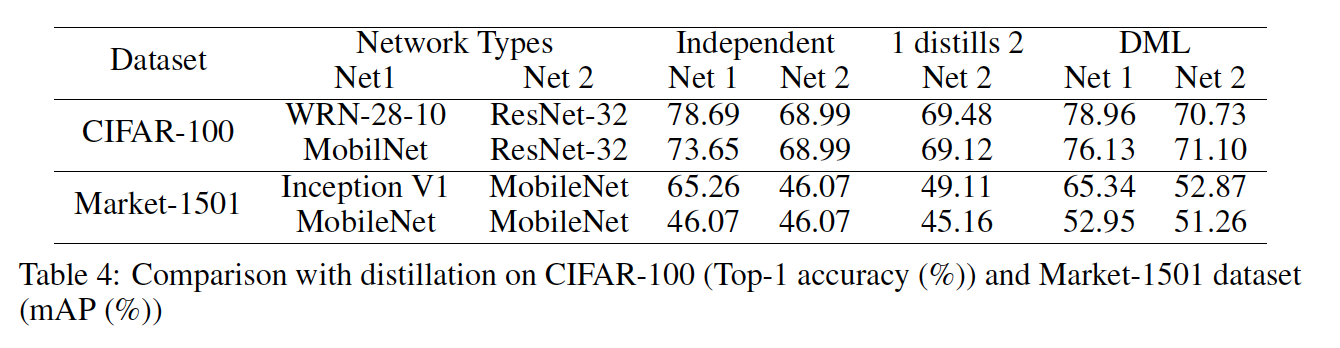 Dataset Network Types Independent 1 distills 2 DML
Net1 Net 2 Net 1 Net 2 Net 2 Net 1 Net 2
CIFAR-100 WRN-28-10 ResNet-32 78.69 68.99 69.48 78.96 70.73
MobilNet ResNet-32 73.65 68.99 69.12 76.13 71.10
Market-1501 Inception V1 MobileNet 65.26 46.07 49.11 65.34 52.87
MobileNet MobileNet 46.07 46.07 45.16 52.95 51.26
Table 4: Comparison with distillation on CIFAR-100 (Top-1 accuracy (%)) and Market-1501 dataset
(mAP (%))